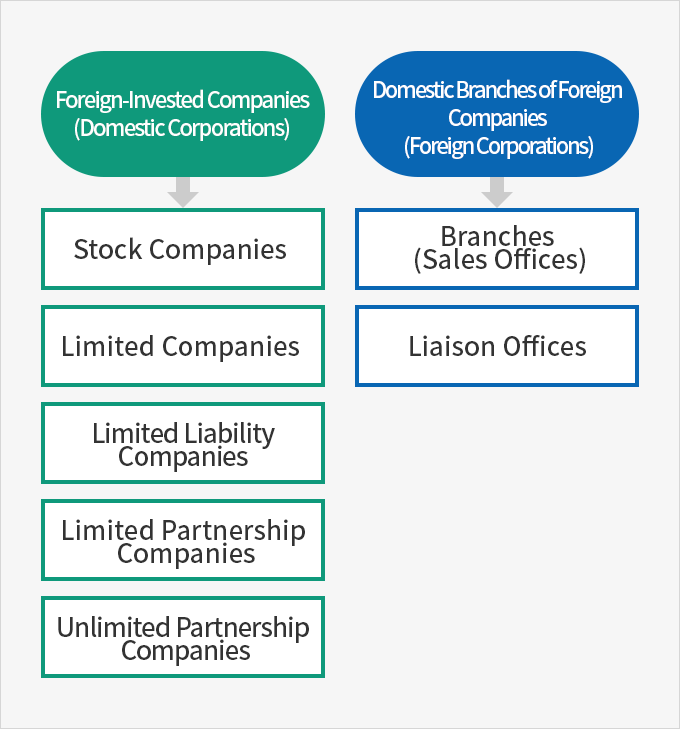 Foreign-Invested Companies
(Domestic Corporations)
Stock Companies
Limited Companies
Limited Liability
Companies
Limited Partnership
Companies
Unlimited Partnership
Companies
Domestic Branches of Foreign
Companies
(Foreign Corporations)
Branches
(Sales Offices)
Liaison Offices